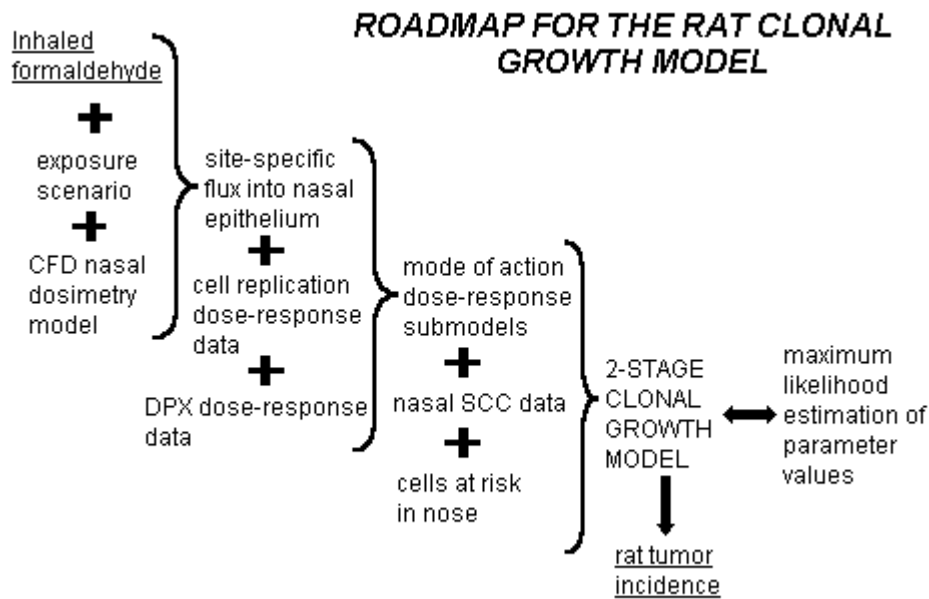 ROADMAP FOR THE RAT CLONAL
GROWTH MODEL
Inhaled
formaldehyde
+
exposure
scenario
+
CFD nasal
dosimetry
model
site-specific
flux into nasal
epithelium
+
cell replication
dose-response
data
+
DPX dose-response
data
mode of action
dose-response
submodels
+
nasal SCC data
+
cells at risk
in nose
2-STAGE
CLONAL
GROWTH
MODEL
maximum
likelihood
estimation of
parameter
values
rat tumor
incidence